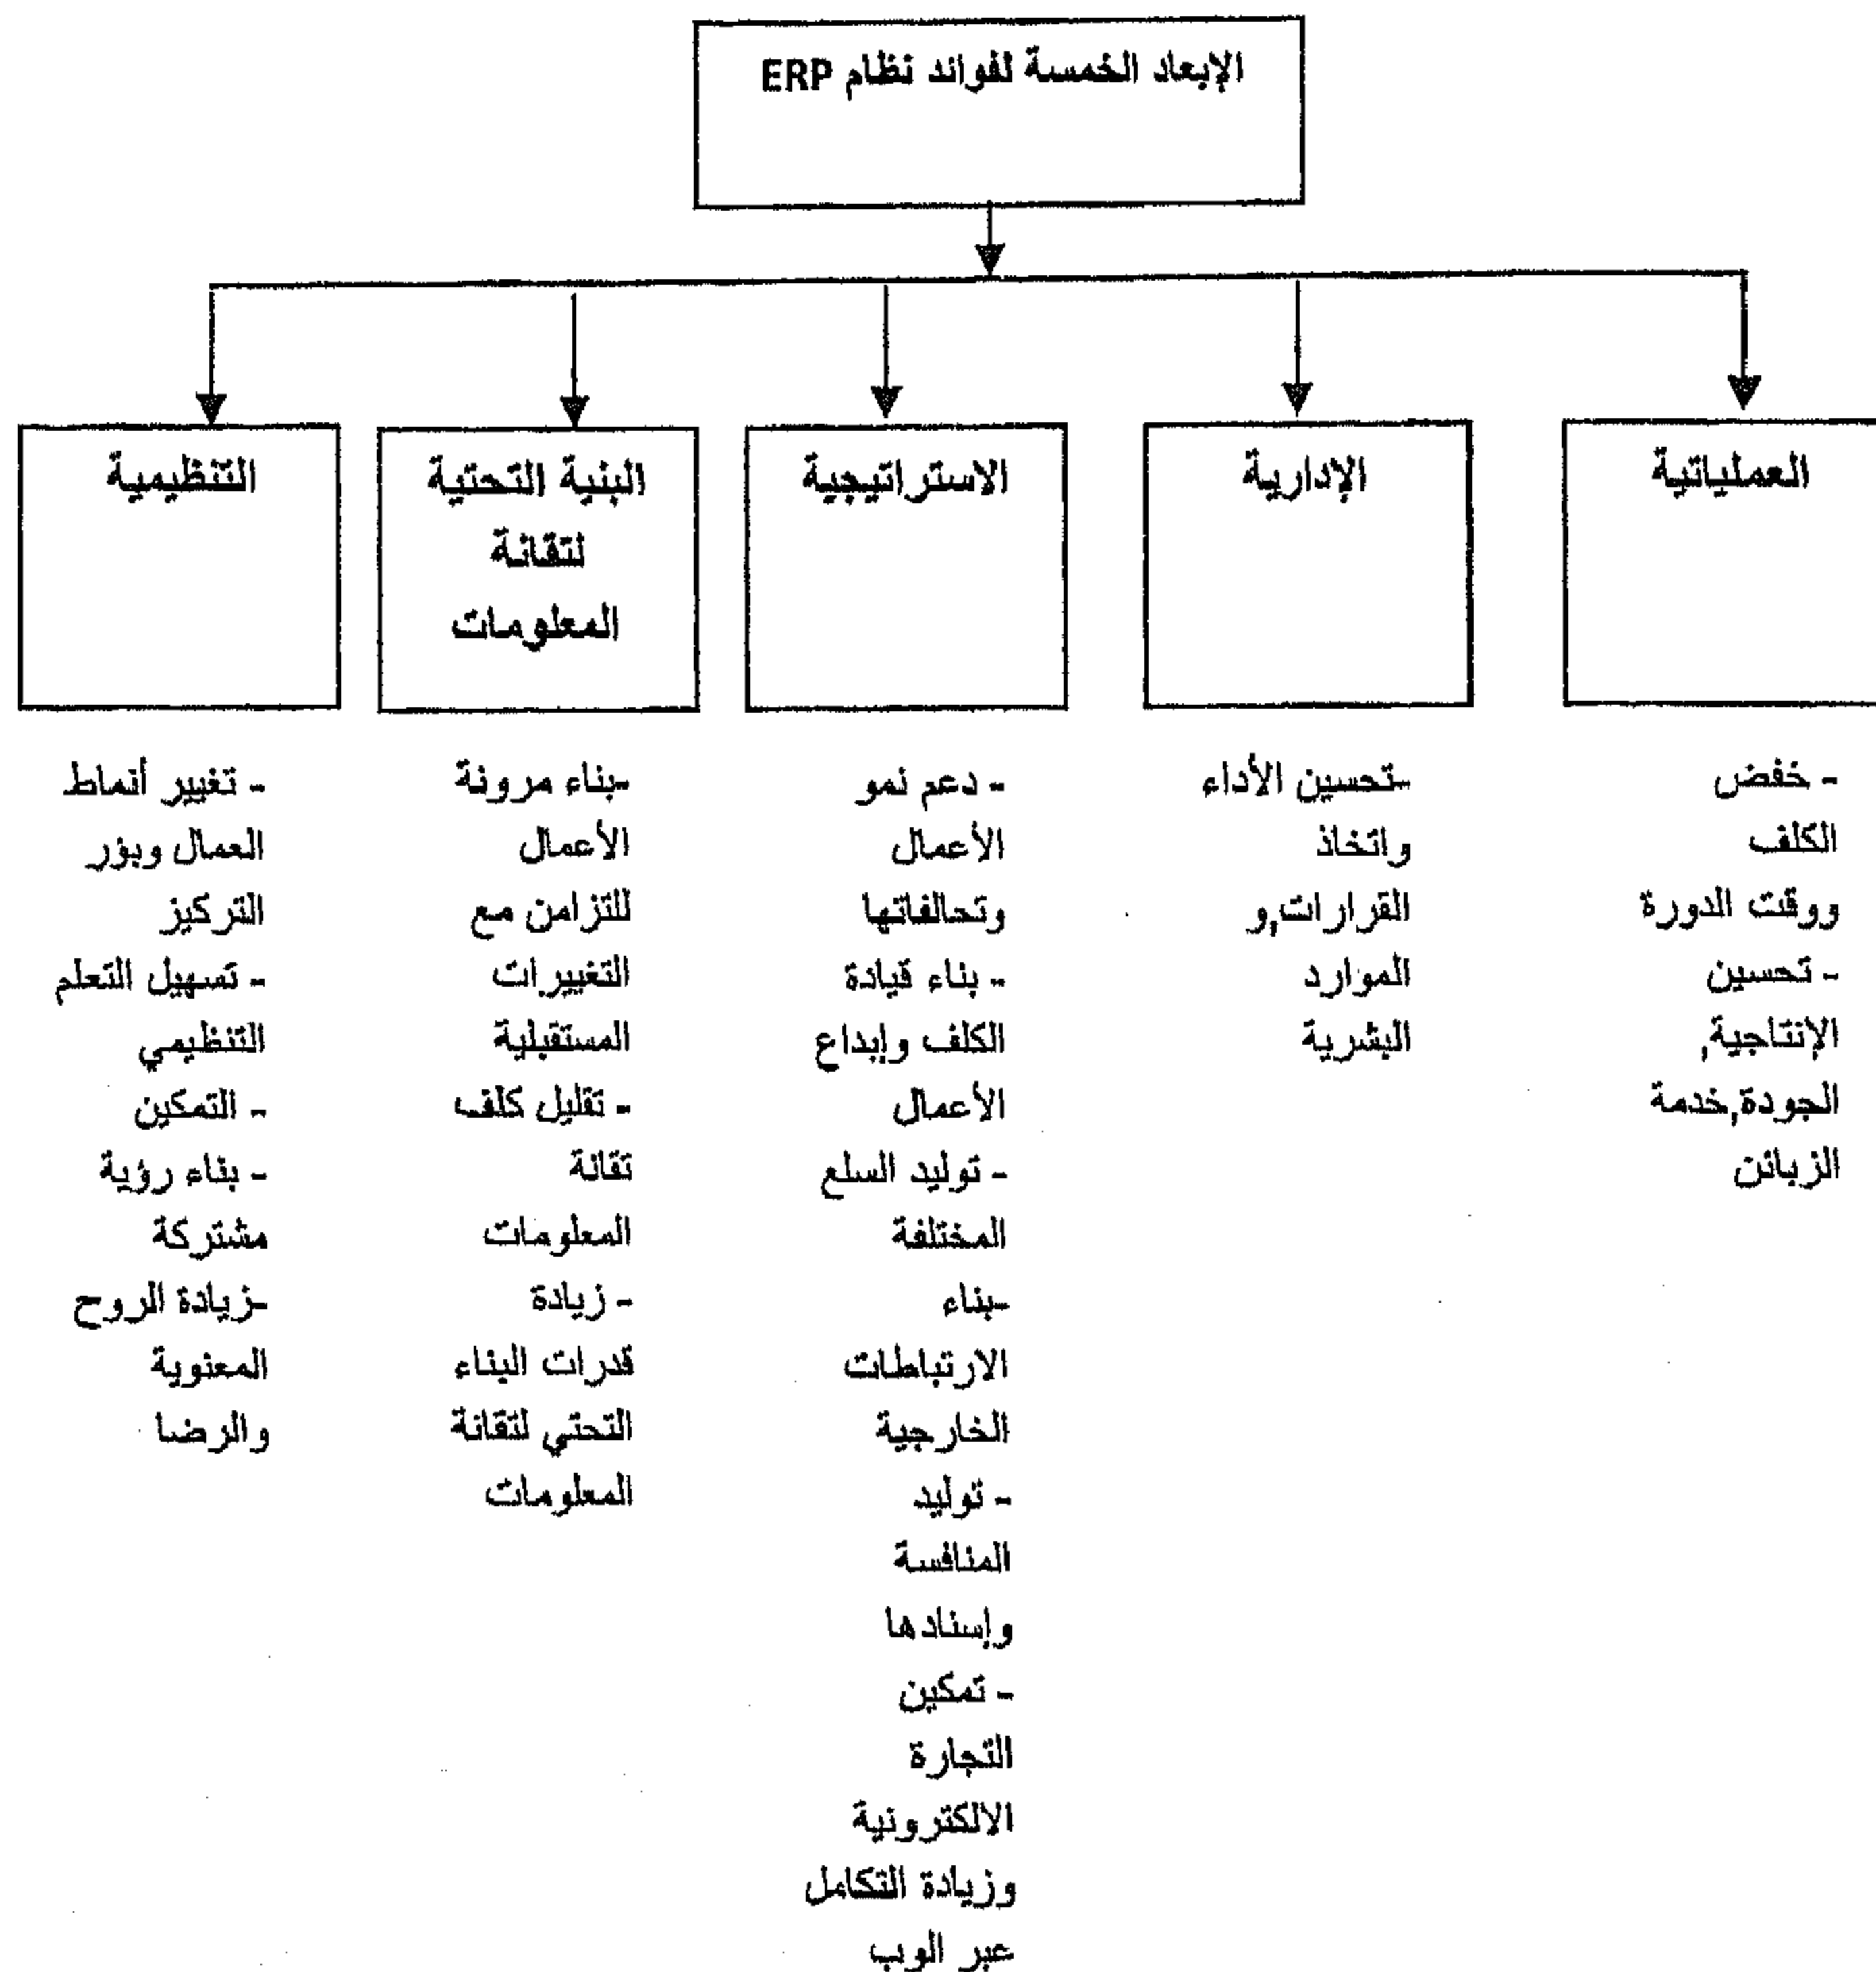 الإبعاد الخمسة لفوائد نظام ERP
العملياتية
- خفض
الكلف
ووقت الدورة
- تحسين
الإنتاجية,
الجودة,خدمة
الزبائن
الإدارية
-تحسين الأداء
واتخاذ
القرارات,و
الموارد
البشرية
الاستراتيجية
- دعم نمو
الأعمال
وتحالفاتها
- بناء قيادة
الكلف وإبداع
الأعمال
- توليد السلع
المختلفة
-بناء
الارتباطات
الخارجية
- توليد
المنافسة
وإسنادها
- تمكين
التجارة
الالكترونية
وزيادة التكامل
عبر الويب
البنية التحتية
لتقانة
المعلومات
-بناء مرونة
الأعمال
للتزامن مع
التغييرات
المستقبلية
- تقليل كلف
تقانة
المعلومات
- زيادة
قدرات البناء
التحتي لتقانة
المعلومات
التنظيمية
- تغيير أنماط
العمال وبؤر
التركيز
- تسهيل التعلم
التنظيمي
- التمكين
- بناء رؤية
مشتركة
-زيادة الروح
المعنوية
والرضا